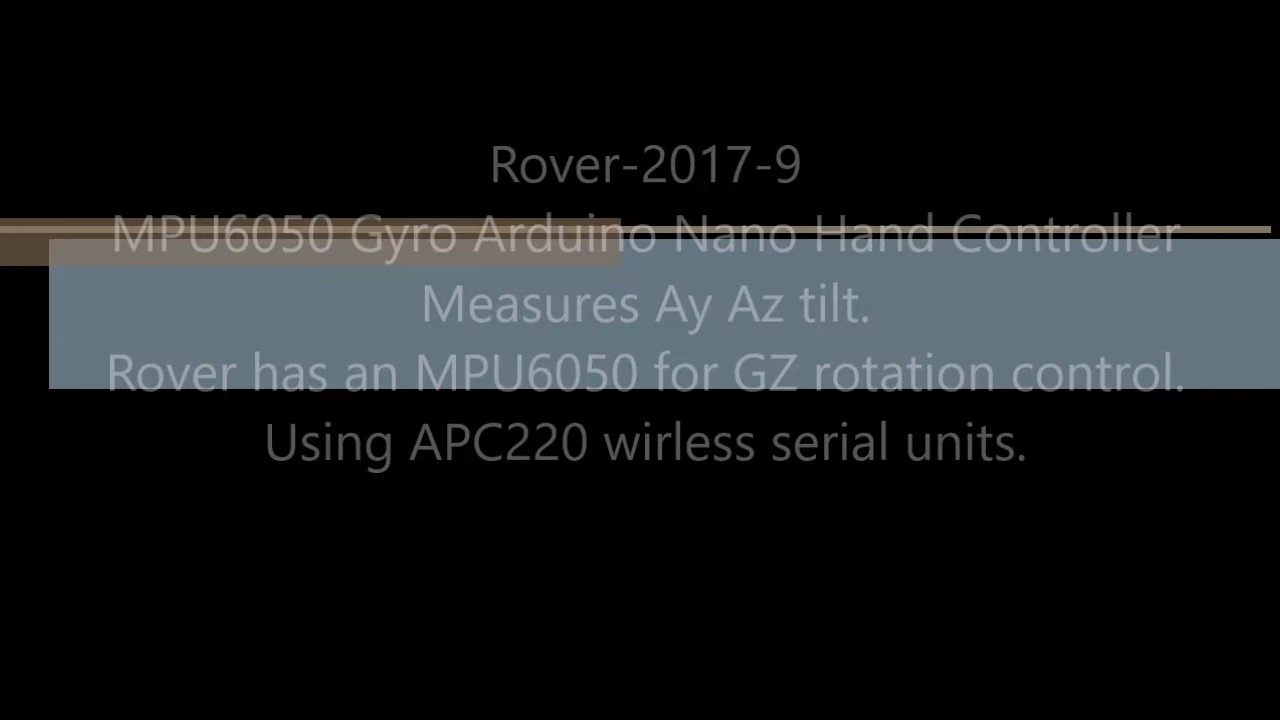 Rover-2017-9
MPU6050 Gyro Arduino Nano Hand Controller
Measures Ay Az tilt.
Rover has an MPU6050 for GZ rotation control.
Using APC220 wirless serial units.